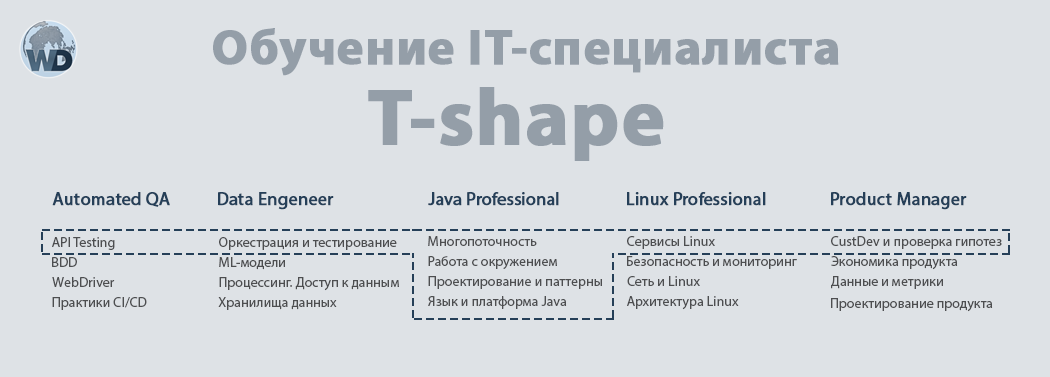 WD
Обучение IT-специалиста
T-shape
Automated QA Data Engeneer Java Professional Linux Professional Product Manager
API Testing Оркестрация и тестирование Многопоточность Сервисы Linux CustDev и проверка гипотез
BDD ML-модели Работа с окружением Безопасность и мониторинг Экономика продукта
WebDriver Процессинг. Доступ к данным Проектирование и паттерны Сеть и Linux Данные и метрики
Практики CI/CD Хранилища данных Язык и платформа Java Архитектура Linux Проектирование продукта